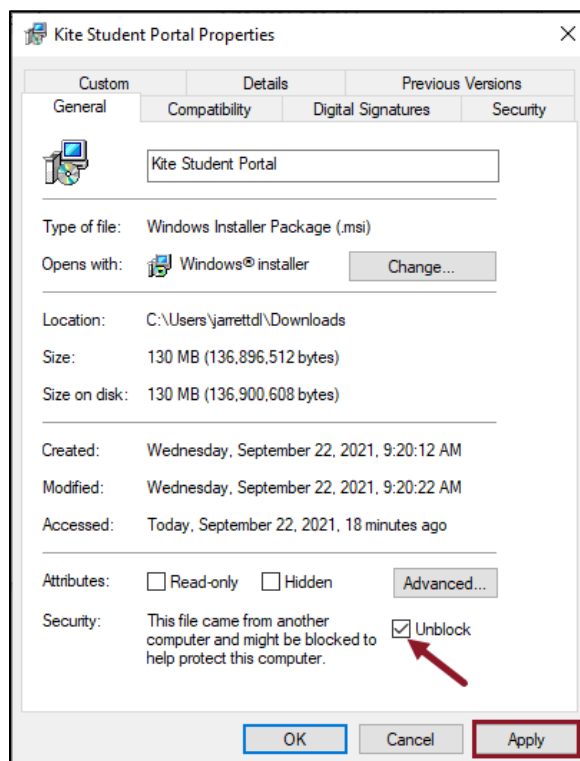 Kite Student Portal Properties
Custom Details Previous Versions
General Compatibility Digital Signatures Security
Kite Student Portal
Type of file: Windows Installer Package (.msi)
Opens with: Windows® installer Change...
Location: C:\Users\jarrettdl\Downloads
Size: 130 MB (136,896,512 bytes)
Size on disk: 130 MB (136,900,608 bytes)
Created: Wednesday, September 22, 2021, 9:20:12 AM
Modified: Wednesday, September 22, 2021, 9:20:22 AM
Accessed: Today, September 22, 2021, 18 minutes ago
Attributes: Read-only Hidden Advanced...
Security: This file came from another
computer and might be blocked to Unblock
help protect this computer.
OK Cancel Apply